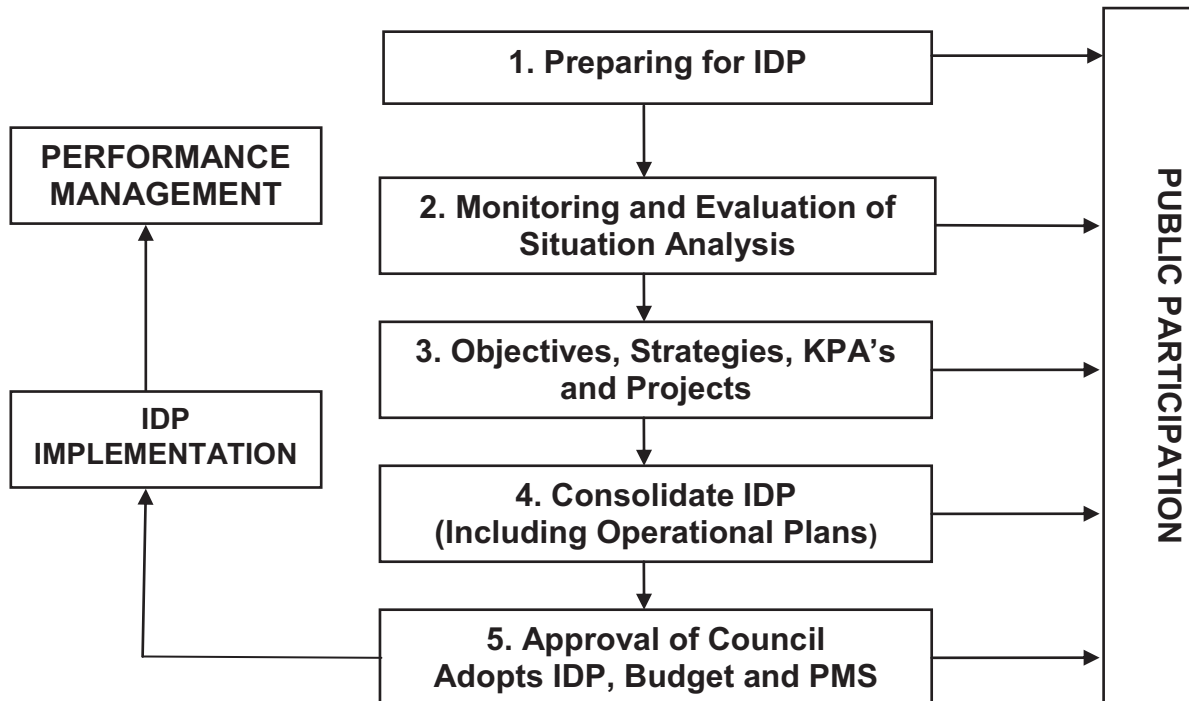 1. Preparing for IDP
PERFORMANCE
MANAGEMENT
2. Monitoring and Evaluation of
Situation Analysis
3. Objectives, Strategies, KPA’s
and Projects
IDP
IMPLEMENTATION
4. Consolidate IDP
(Including Operational Plans)
5. Approval of Council
Adopts IDP, Budget and PMS
PUBLIC PARTICIPATION